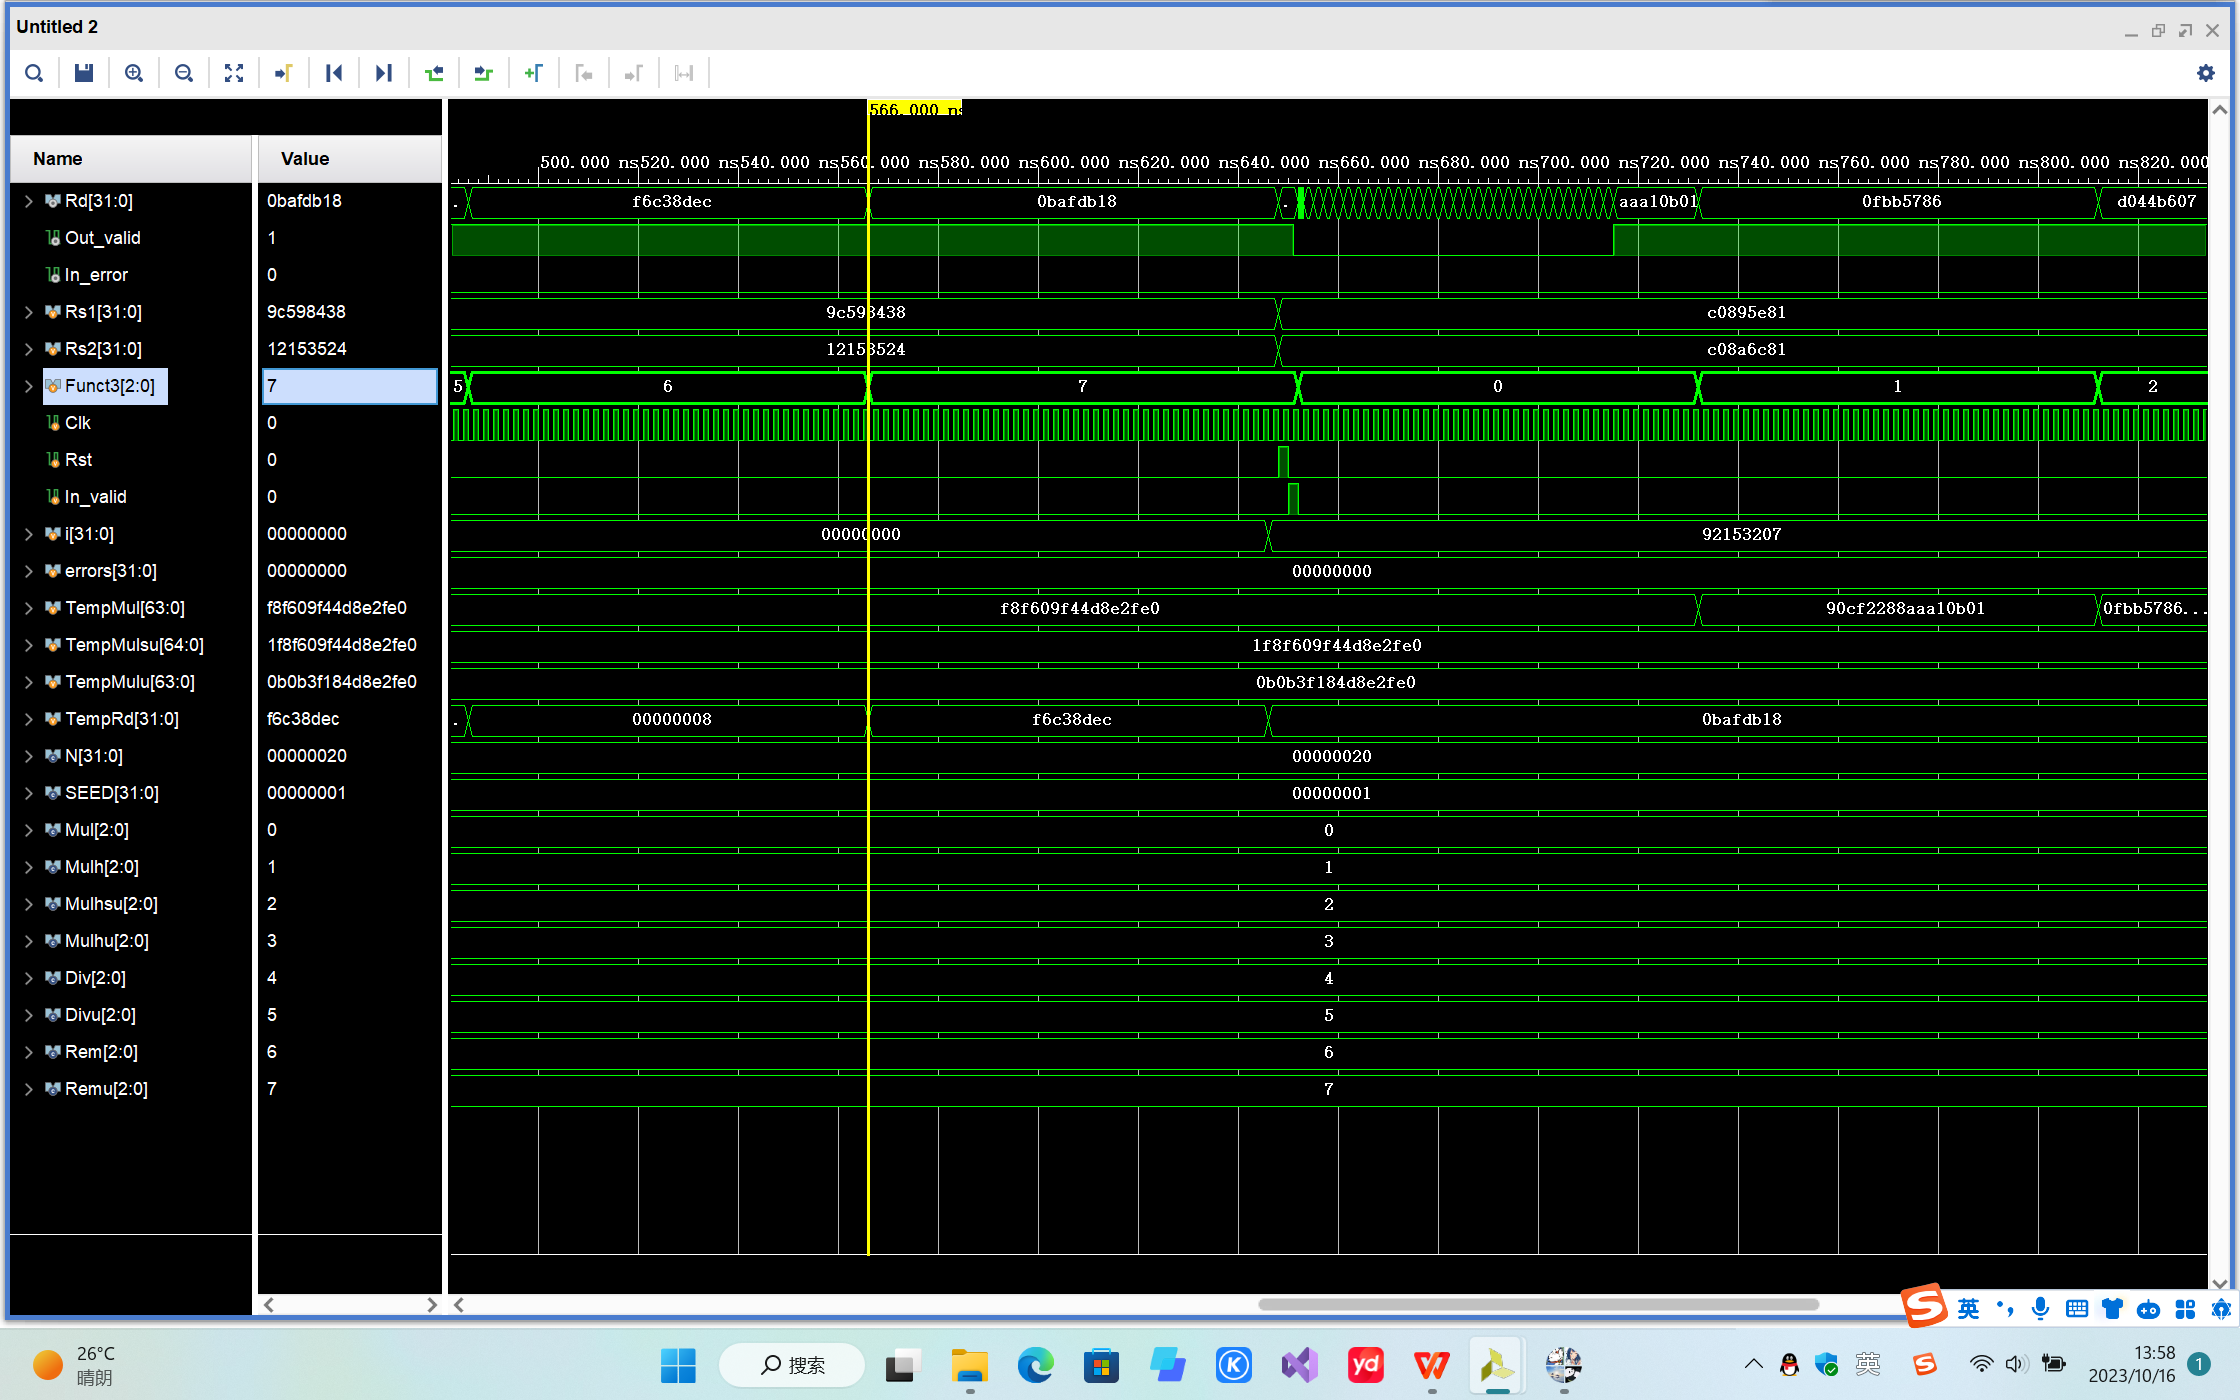 Untitled 2
566.000 ns
Name Value
500.000 ns 520.000 ns 540.000 ns 560.000 ns 580.000 ns 600.000 ns 620.000 ns 640.000 ns 660.000 ns 680.000 ns 700.000 ns 720.000 ns 740.000 ns 760.000 ns 780.000 ns 800.000 ns 820.000
Rd[31:0] 0bafdb18 . f6c38dec 0bafdb18 . aaa10b01 0fbb5786 d044b607
Out_valid 1
In_error 0
Rs1[31:0] 9c598438 9c598438 c0895e81
Rs2[31:0] 12153524 12153524 c08a6c81
Funct3[2:0] 7 5 6 7 0 1 2
Clk 0
Rst 0
In_valid 0
i[31:0] 00000000 00000000 92153207
errors[31:0] 00000000 00000000
TempMul[63:0] f8f609f44d8e2fe0 f8f609f44d8e2fe0 90cf2288aaa10b01 0fbb5786...
TempMulsu[64:0] 1f8f609f44d8e2fe0 1f8f609f44d8e2fe0
TempMulu[63:0] 0b0b3f184d8e2fe0 0b0b3f184d8e2fe0
TempRd[31:0] f6c38dec . 00000008 f6c38dec 0bafdb18
N[31:0] 00000020 00000020
SEED[31:0] 00000001 00000001
Mul[2:0] 0 0
Mulh[2:0] 1 1
Mulhsu[2:0] 2 2
Mulhu[2:0] 3 3
Div[2:0] 4 4
Divu[2:0] 5 5
Rem[2:0] 6 6
Remu[2:0] 7 7
S 英
26°C
晴朗
搜索
K
yd
W
英
S
13:58
2023/10/16
1